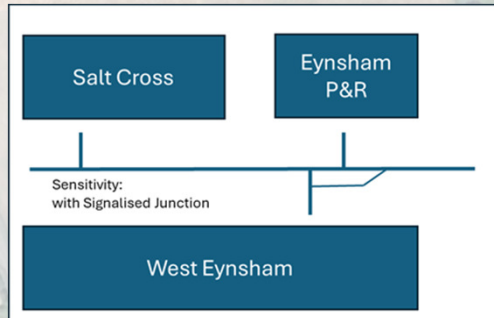 Salt Cross
Eynsham
P&R
Sensitivity:
with Signalised Junction
West Eynsham